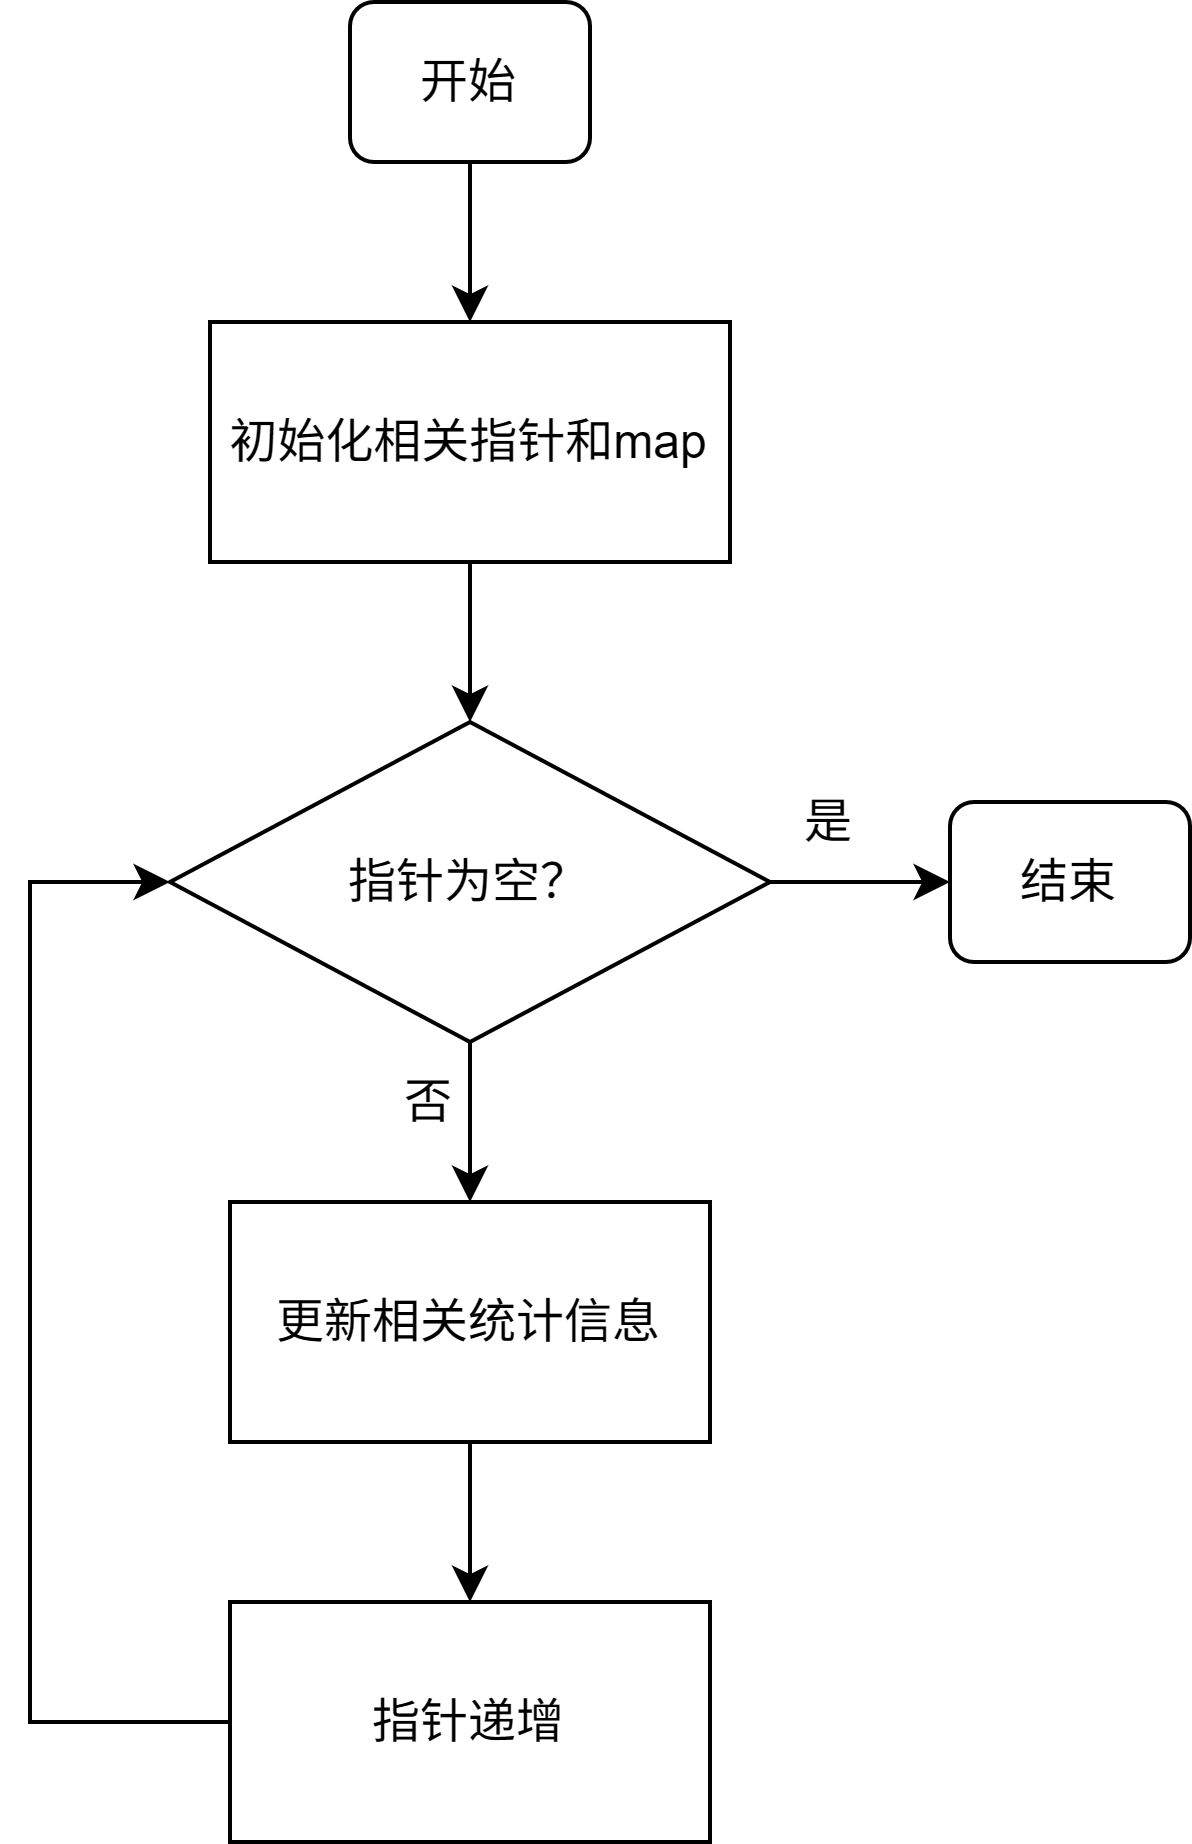 开始
初始化相关指针和map
指针为空?
是
结束
否
更新相关统计信息
指针递增